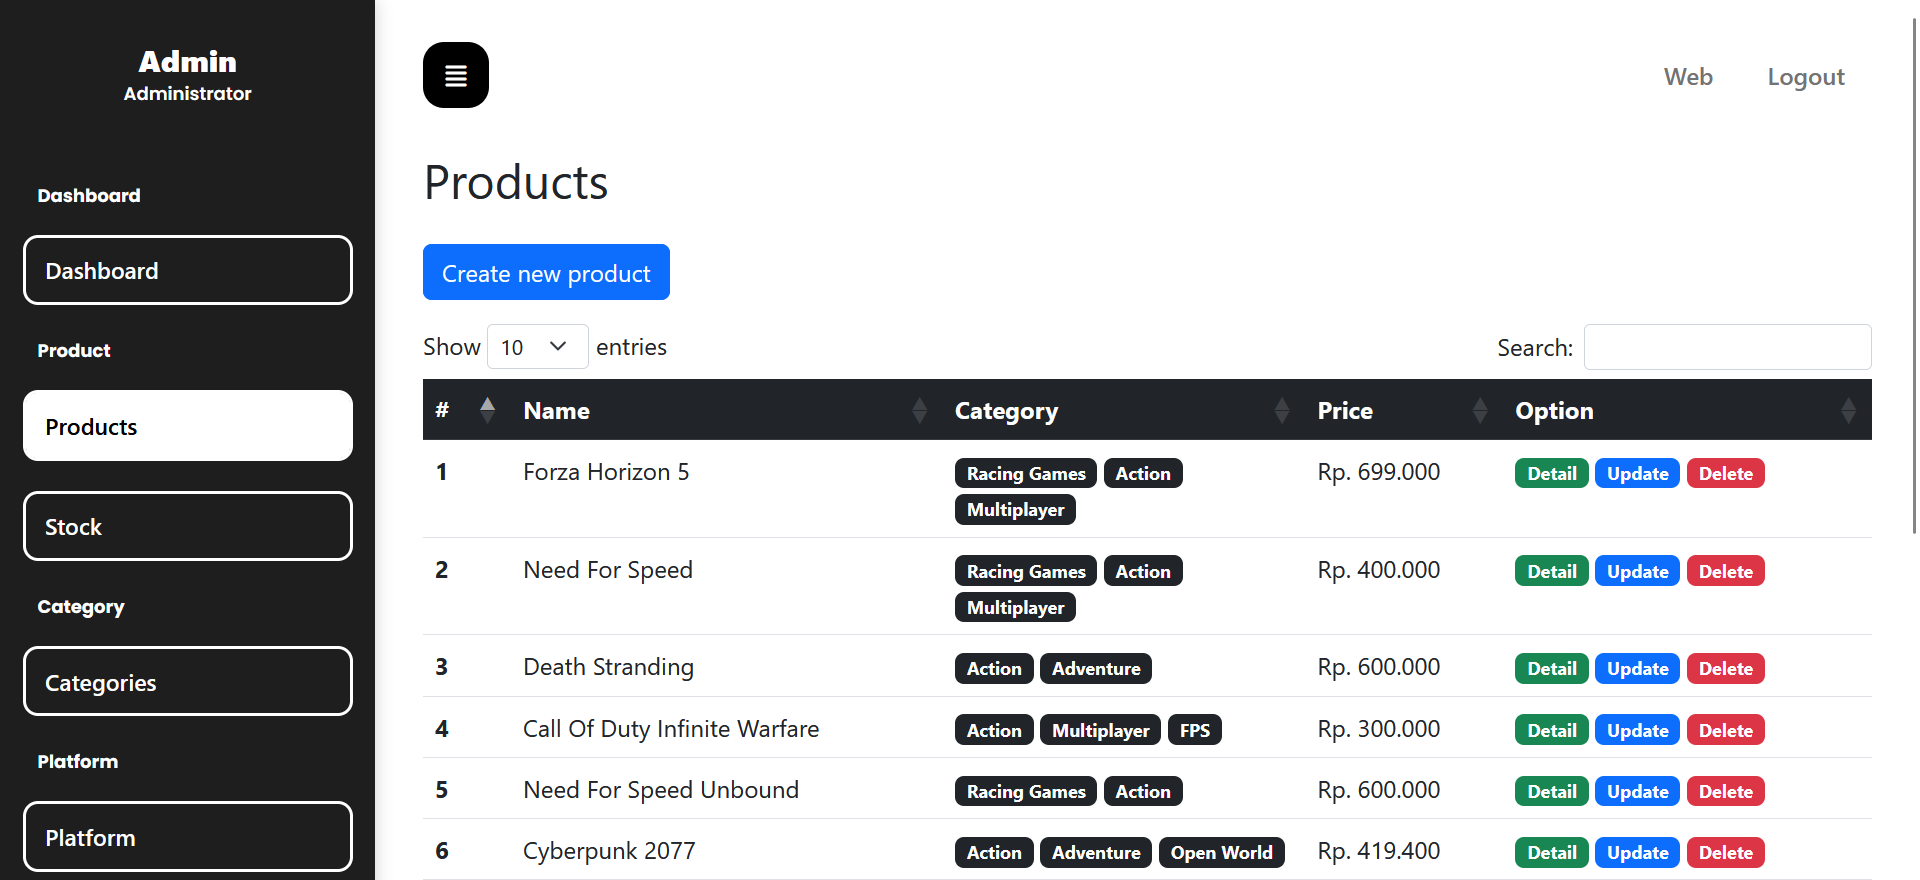 Admin
Administrator
Dashboard
Dashboard
Product
Products
Stock
Category
Categories
Platform
Platform
Web Logout
Products
Create new product
Show 10 entries
Search:
# Name Category Price Option
1 Forza Horizon 5 Racing Games Action Rp. 699.000 Detail Update Delete
Multiplayer
2 Need For Speed Racing Games Action Rp. 400.000 Detail Update Delete
Multiplayer
3 Death Stranding Action Adventure Rp. 600.000 Detail Update Delete
4 Call Of Duty Infinite Warfare Action Multiplayer FPS Rp. 300.000 Detail Update Delete
5 Need For Speed Unbound Racing Games Action Rp. 600.000 Detail Update Delete
6 Cyberpunk 2077 Action Adventure Open World Rp. 419.400 Detail Update Delete